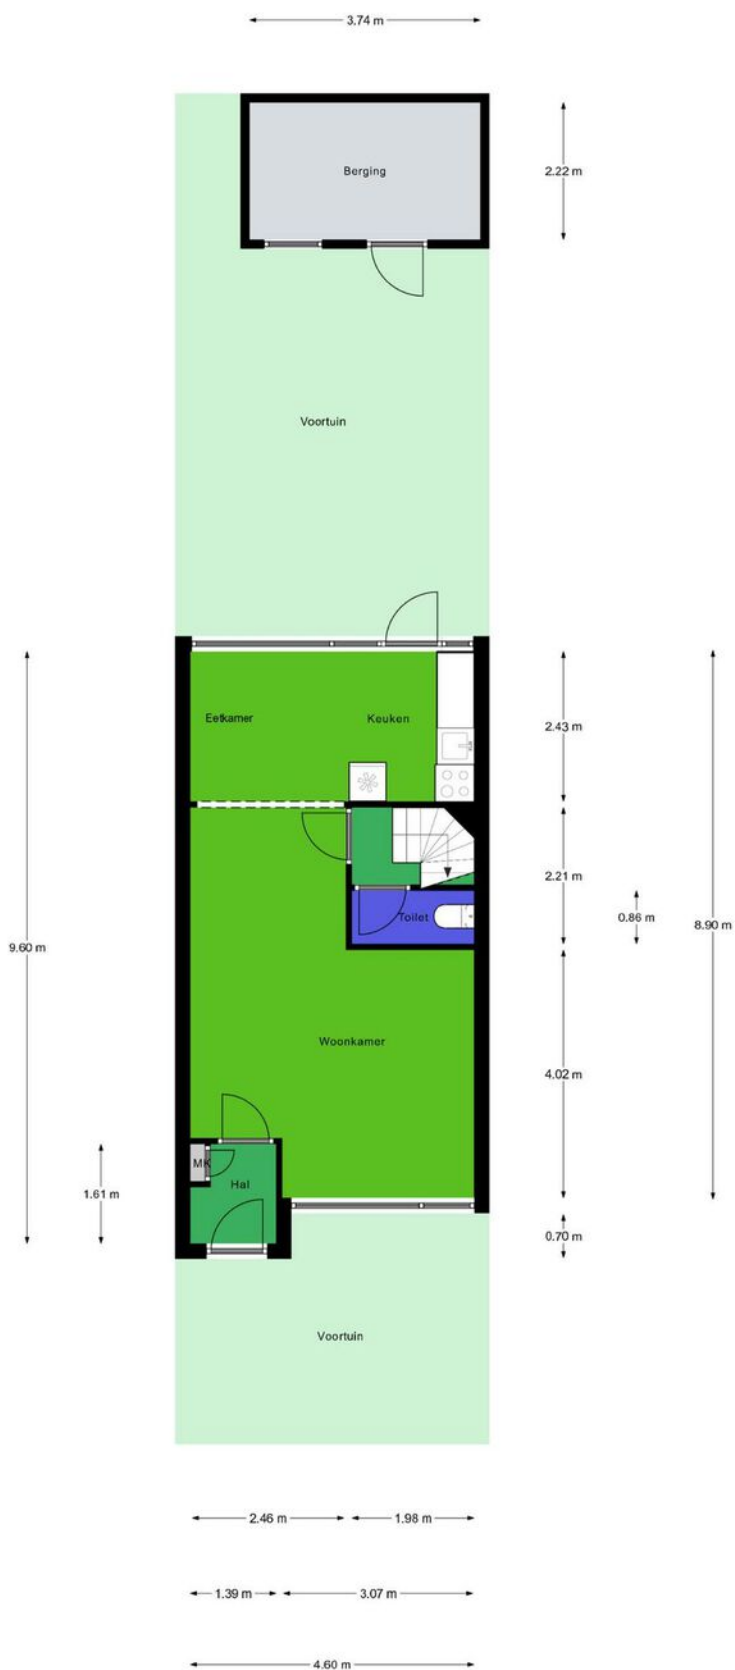 3.74 m
Berging
2.22 m
Voortuin
Eetkamer
Keuken
2.43 m
2.21 m
Toilet
0.86 m
8.90 m
9.60 m
Woonkamer
4.02 m
MK
Hal
1.61 m
0.70 m
Voortuin
2.46 m
1.98 m
1.39 m
3.07 m
4.60 m